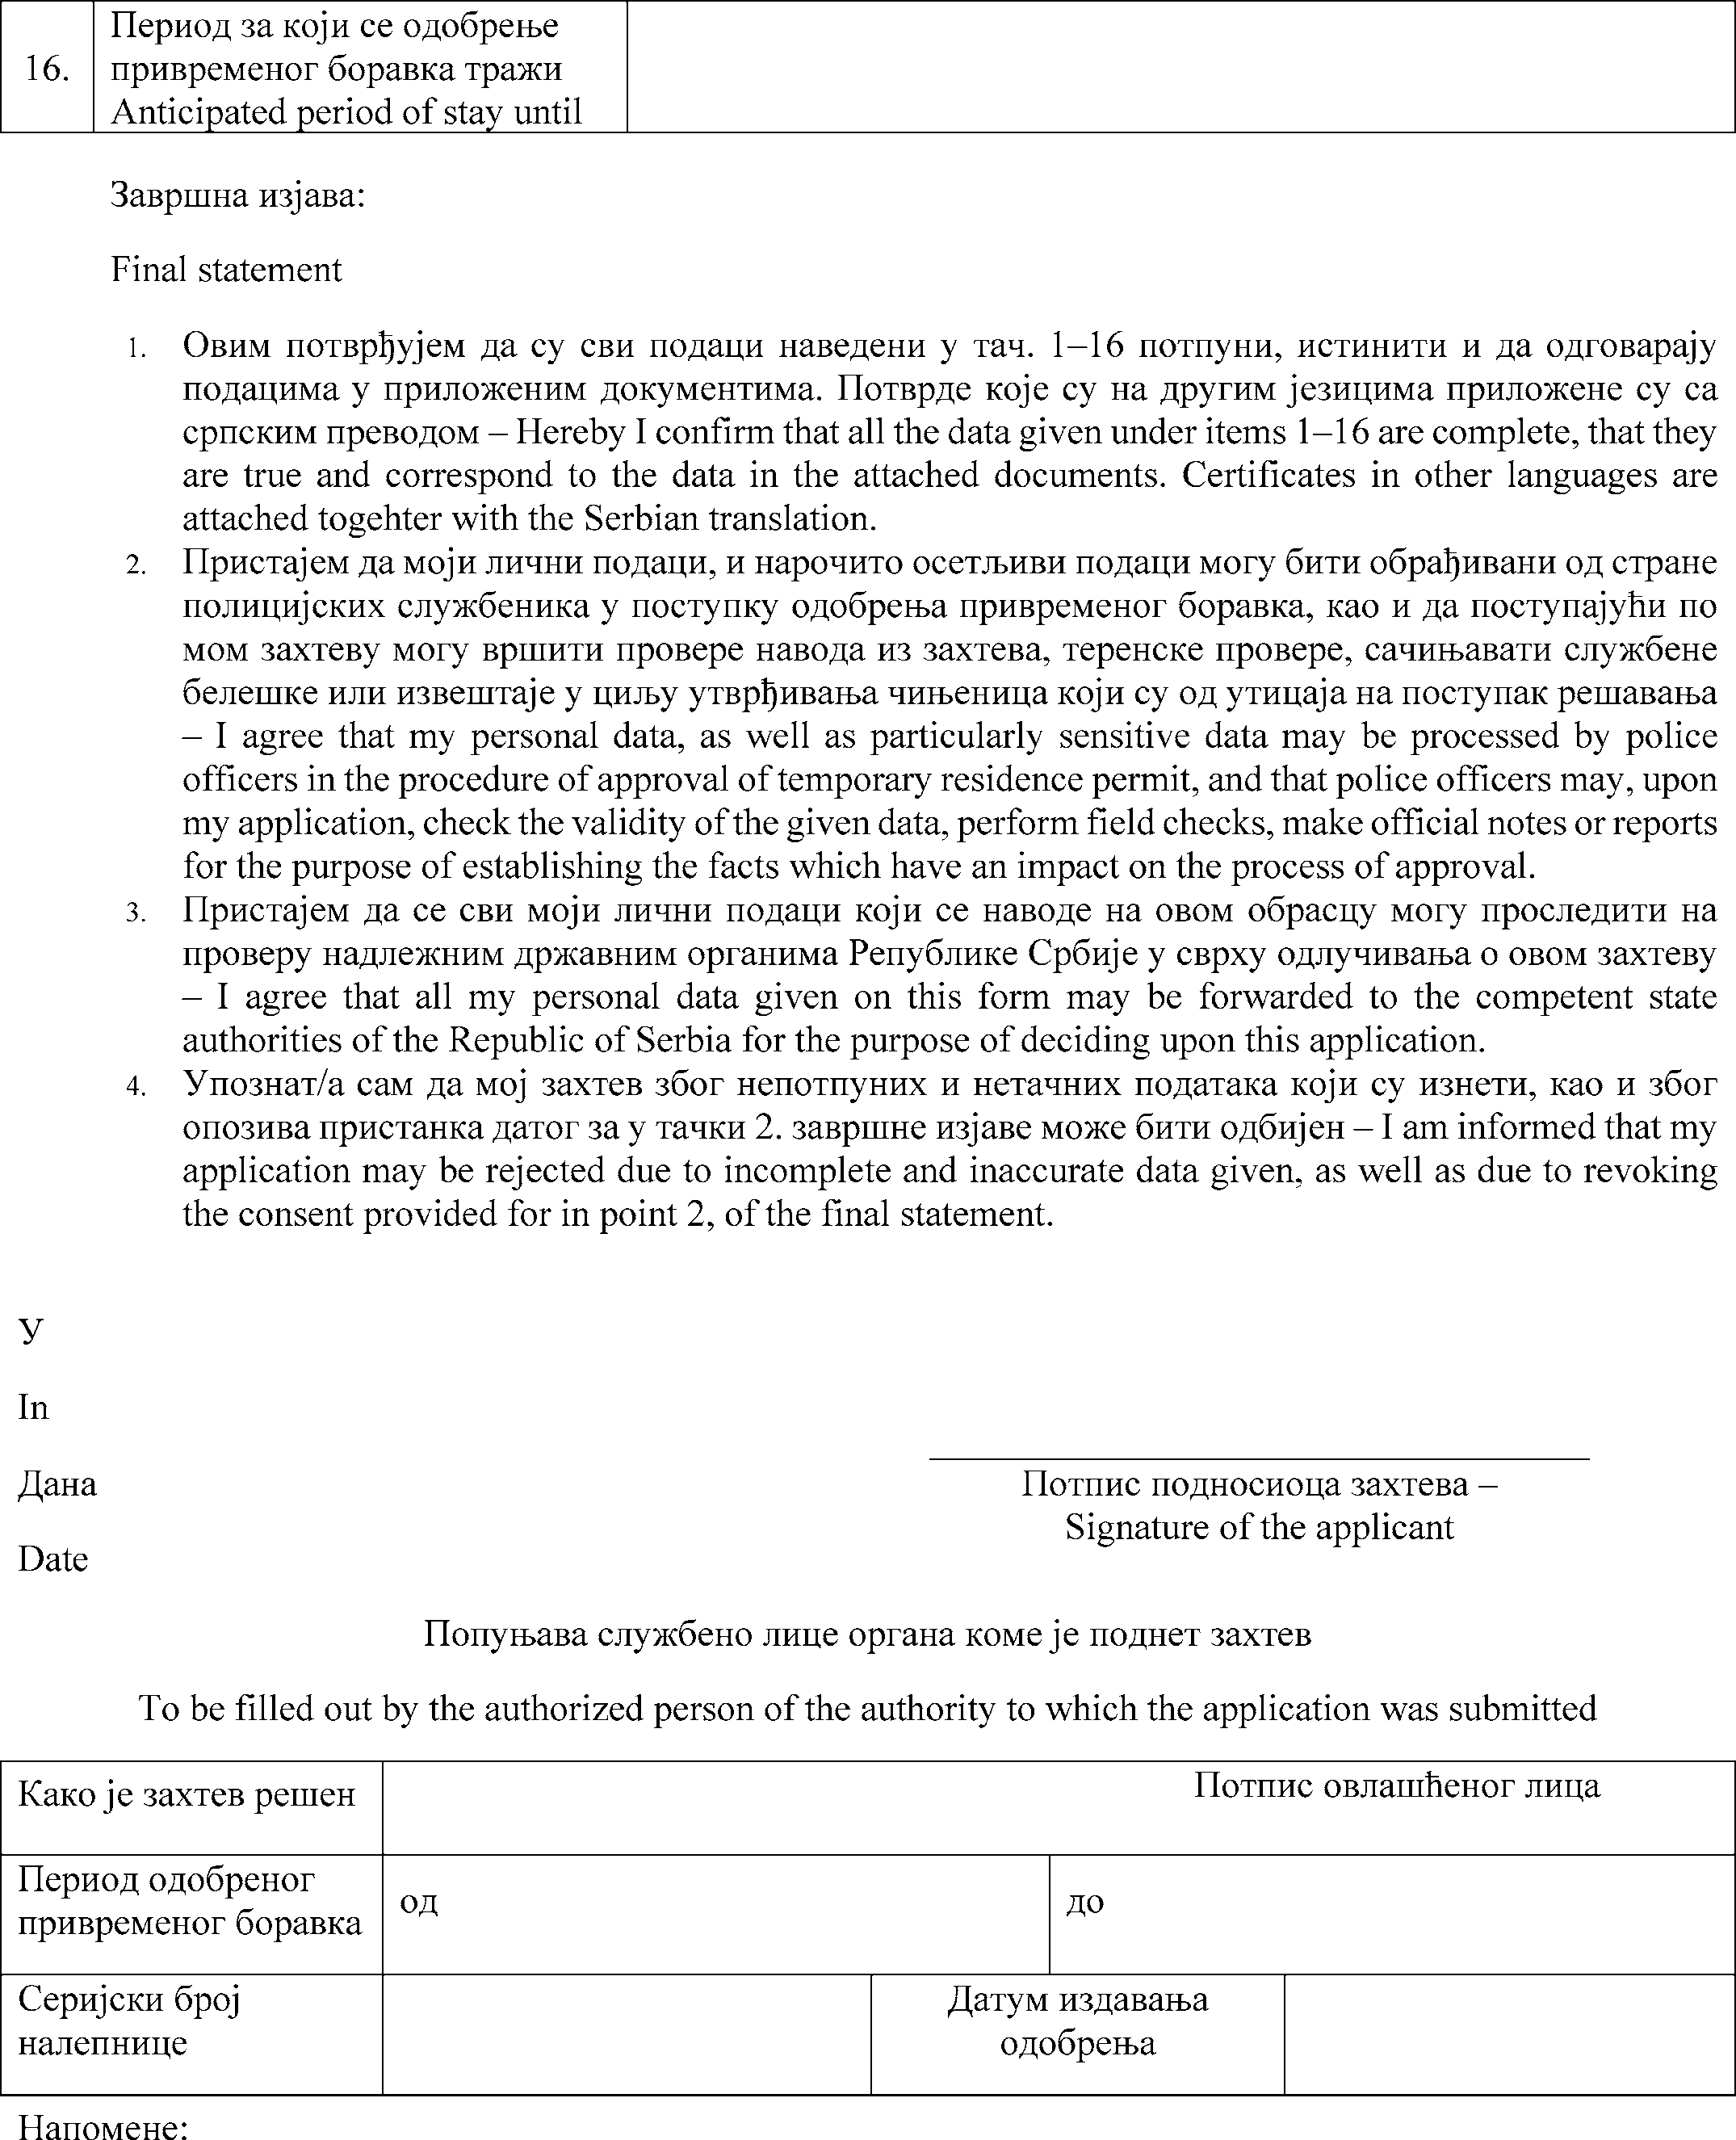 16.
Период за који се одобрење
привременог боравка тражи
Anticipated period of stay until
Завршна изјава:
Final statement
1. Овим потврђујем да су сви подаци наведени у тач. 1–16 потпуни, истинити и да одговарају
подацима у приложеним документима. Потврде које су на другим језицима приложене су са
српским преводом – Hereby I confirm that all the data given under items 1–16 are complete, that they
are true and correspond to the data in the attached documents. Certificates in other languages are
attached togehter with the Serbian translation.
2. Пристајем да моји лични подаци, и нарочито осетљиви подаци могу бити обрађивани од стране
полицијских службеника у поступку одобрења привременог боравка, као и да поступајући по
мом захтеву могу вршити провере навода из захтева, теренске провере, сачињавати службене
белешке или извештаје у циљу утврђивања чињеница који су од утицаја на поступак решавања
– I agree that my personal data, as well as particularly sensitive data may be processed by police
officers in the procedure of approval of temporary residence permit, and that police officers may, upon
my application, check the validity of the given data, perform field checks, make official notes or reports
for the purpose of establishing the facts which have an impact on the process of approval.
3. Пристајем да се сви моји лични подаци који се наводе на овом обрасцу могу проследити на
проверу надлежним државним органима Републике Србије у сврху одлучивања о овом захтеву
– I agree that all my personal data given on this form may be forwarded to the competent state
authorities of the Republic of Serbia for the purpose of deciding upon this application.
4. Упознат/а сам да мој захтев због непотпуних и нетачних података који су изнети, као и због
опозива пристанка датог за у тачки 2. завршне изјаве може бити одбијен – I am informed that my
application may be rejected due to incomplete and inaccurate data given, as well as due to revoking
the consent provided for in point 2, of the final statement.
У
In
Дана
Date
Потпис подносиоца захтева –
Signature of the applicant
Попуњава службено лице органа коме је поднет захтев
To be filled out by the authorized person of the authority to which the application was submitted
Како је захтев решен
Потпис овлашћеног лица
Период одобреног
привременог боравка
од
до
Серијски број
налепнице
Датум издавања
одобрења
Напомене: